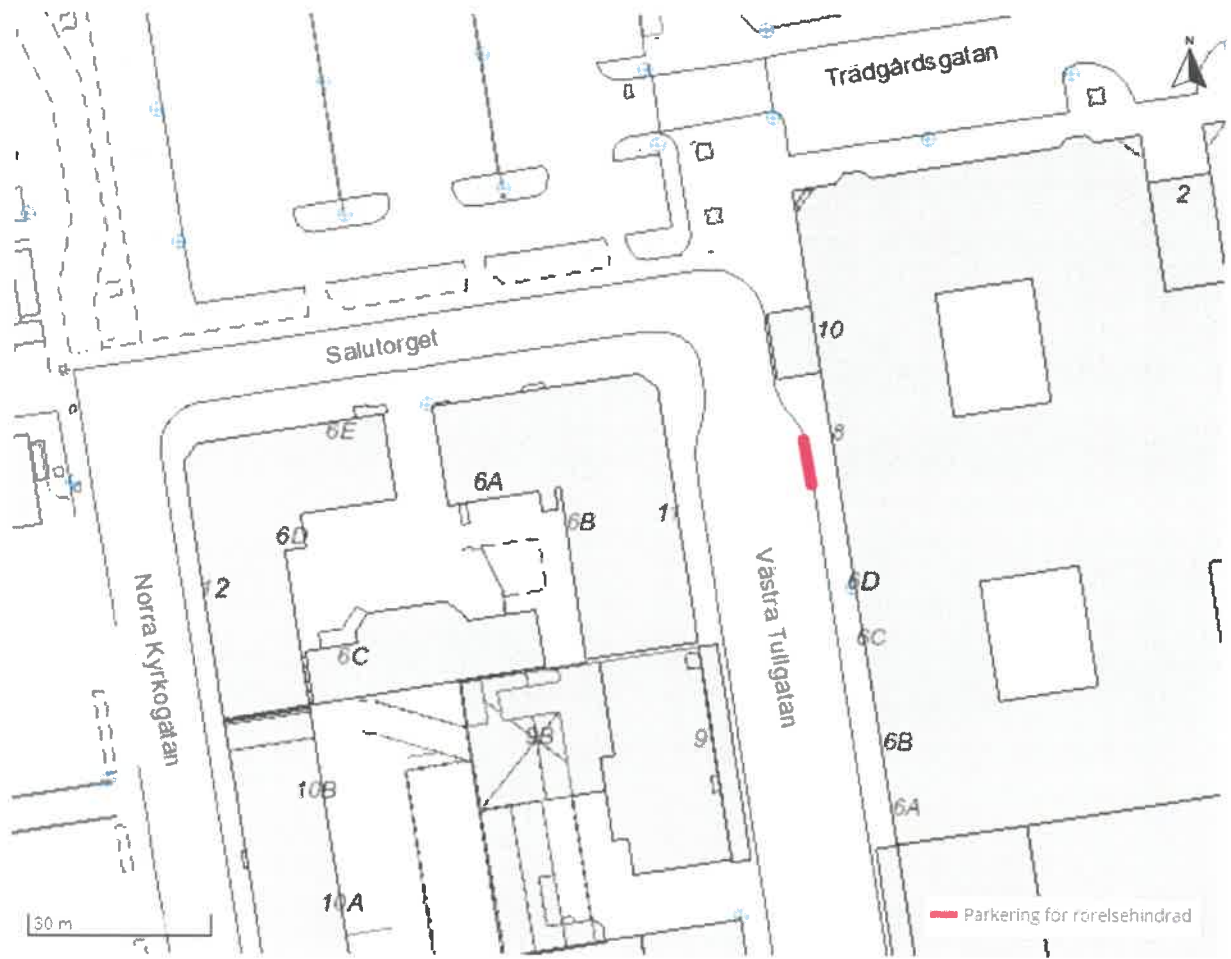 N
Trädgårdsgatan
2
10
Salutorget
8
6E
6A
6B
11
6D
12
6D
Norra Kyrkogatan
Västra Tullgatan
6C
6C
9B
9
6B
10B
6A
10A
30 m
Parkering för rörelsehindrad